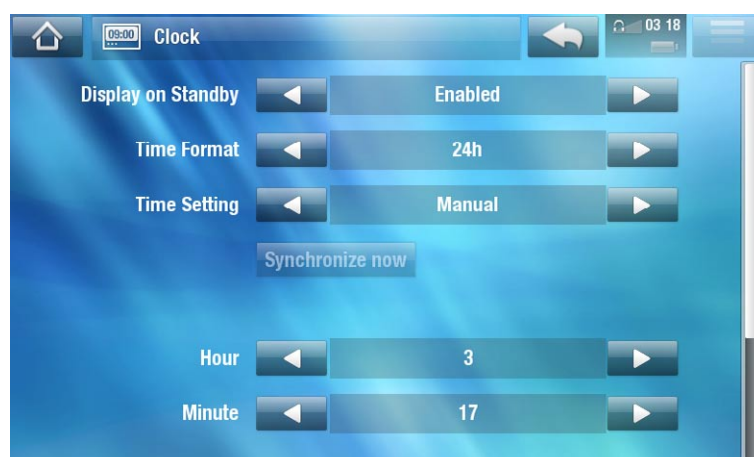 09:00 Clock 03 18
Display on Standby Enabled
Time Format 24h
Time Setting Manual
Synchronize now
Hour 3
Minute 17